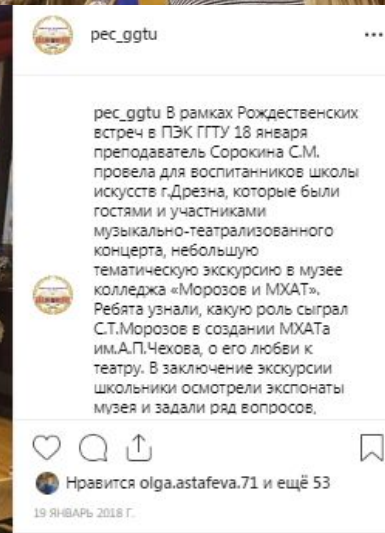 pec_ggtu
pec_ggtu В рамках Рождественских
встреч в ПЭК ГГТУ 18 января
преподаватель Сорокина С.М.
провела для воспитанников школы
искусств г.Дрезна, которые были
гостями и участниками
музыкально-театрализованного
концерта, небольшую
тематическую экскурсию в музее
колледжа «Морозов и МХАТ».
Ребята узнали, какую роль сыграл
С.Т.Морозов в создании МХАТа
им.А.П.Чехова, о его любви к
театру. В заключение экскурсии
школьники осмотрели экспонаты
музея и задали ряд вопросов,
Нравится olga.astafeva.71 и ещё 53
19 ЯНВАРЬ 2018 Г.